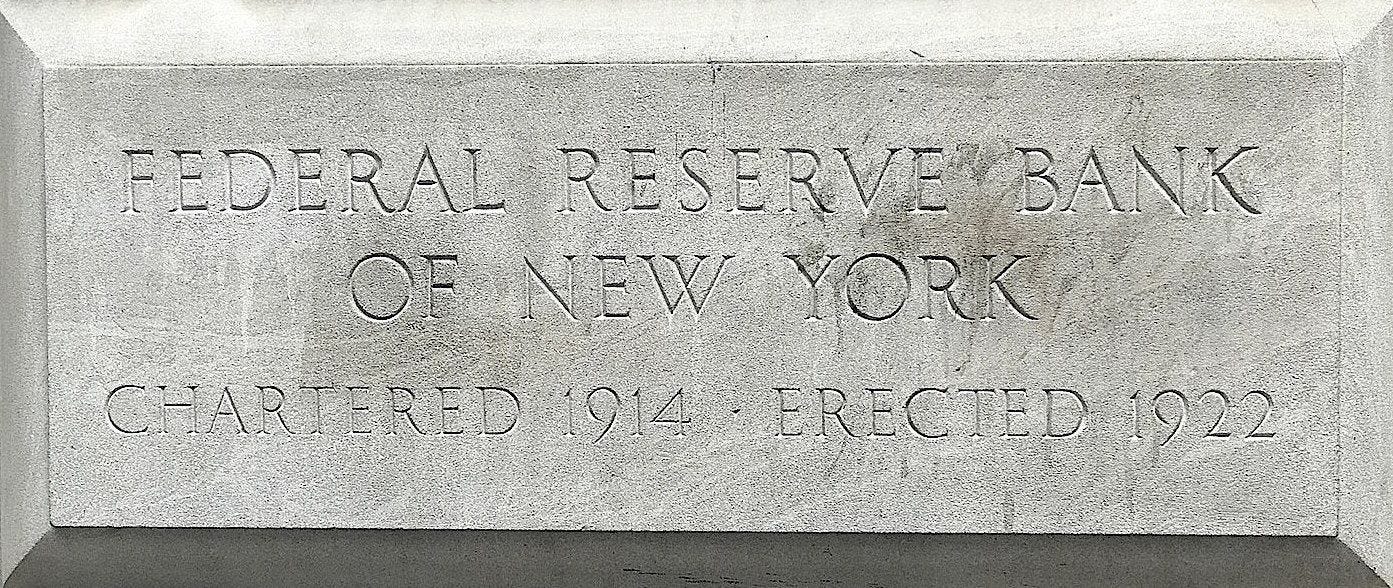 FEDERAL RESERVE BANK
OF NEW YORK
CHARTERED 1914 · ERECTED 1922